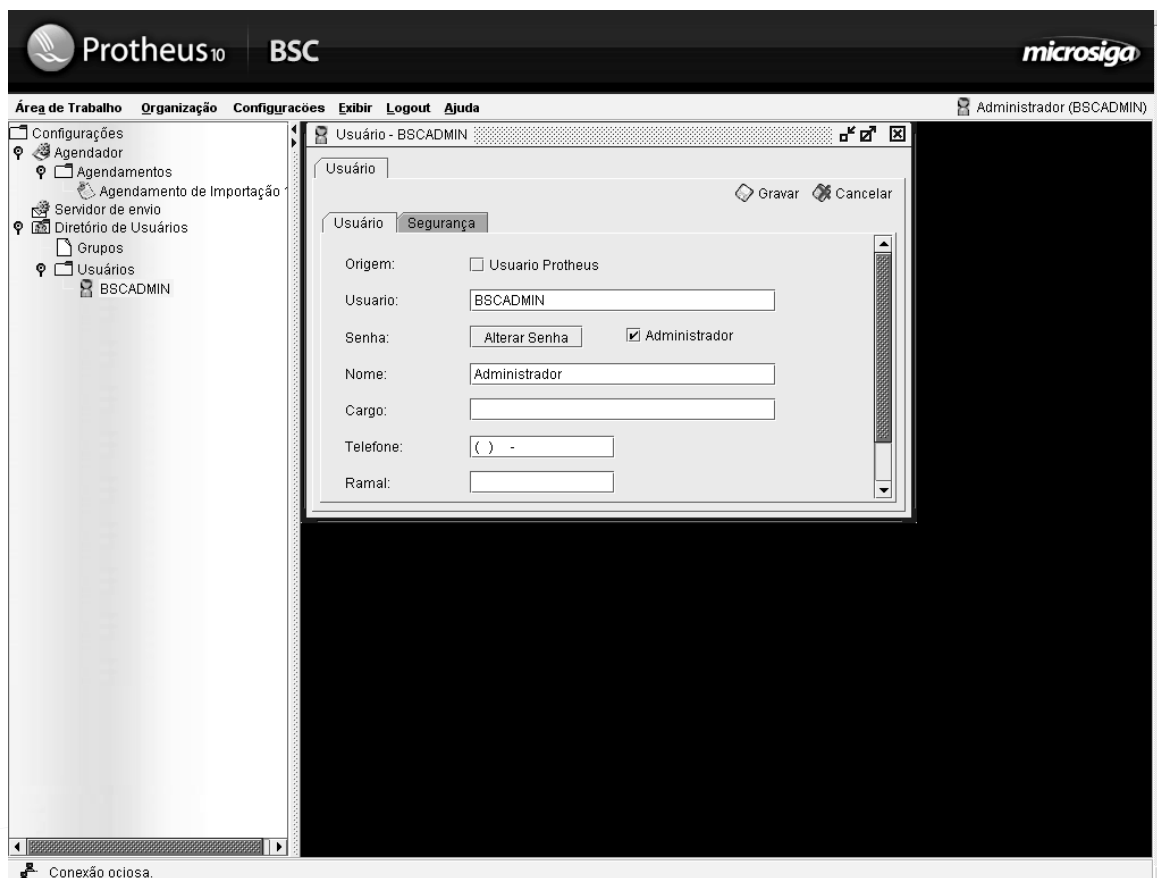 Protheus10 BSC microsiga
Área de Trabalho Organização Configuracões Exibir Logout Ajuda Administrador (BSCADMIN)
Configurações
Agendador
Agendamentos
Agendamento de Importação
Servidor de envio
Diretório de Usuários
Grupos
Usuários
BSCADMIN
Usuário - BSCADMIN
Usuário
Gravar Cancelar
Usuário Segurança
Origem: Usuario Protheus
Usuario: BSCADMIN
Senha: Alterar Senha Administrador
Nome: Administrador
Cargo:
Telefone: ( ) -
Ramal:
Conexão ociosa.